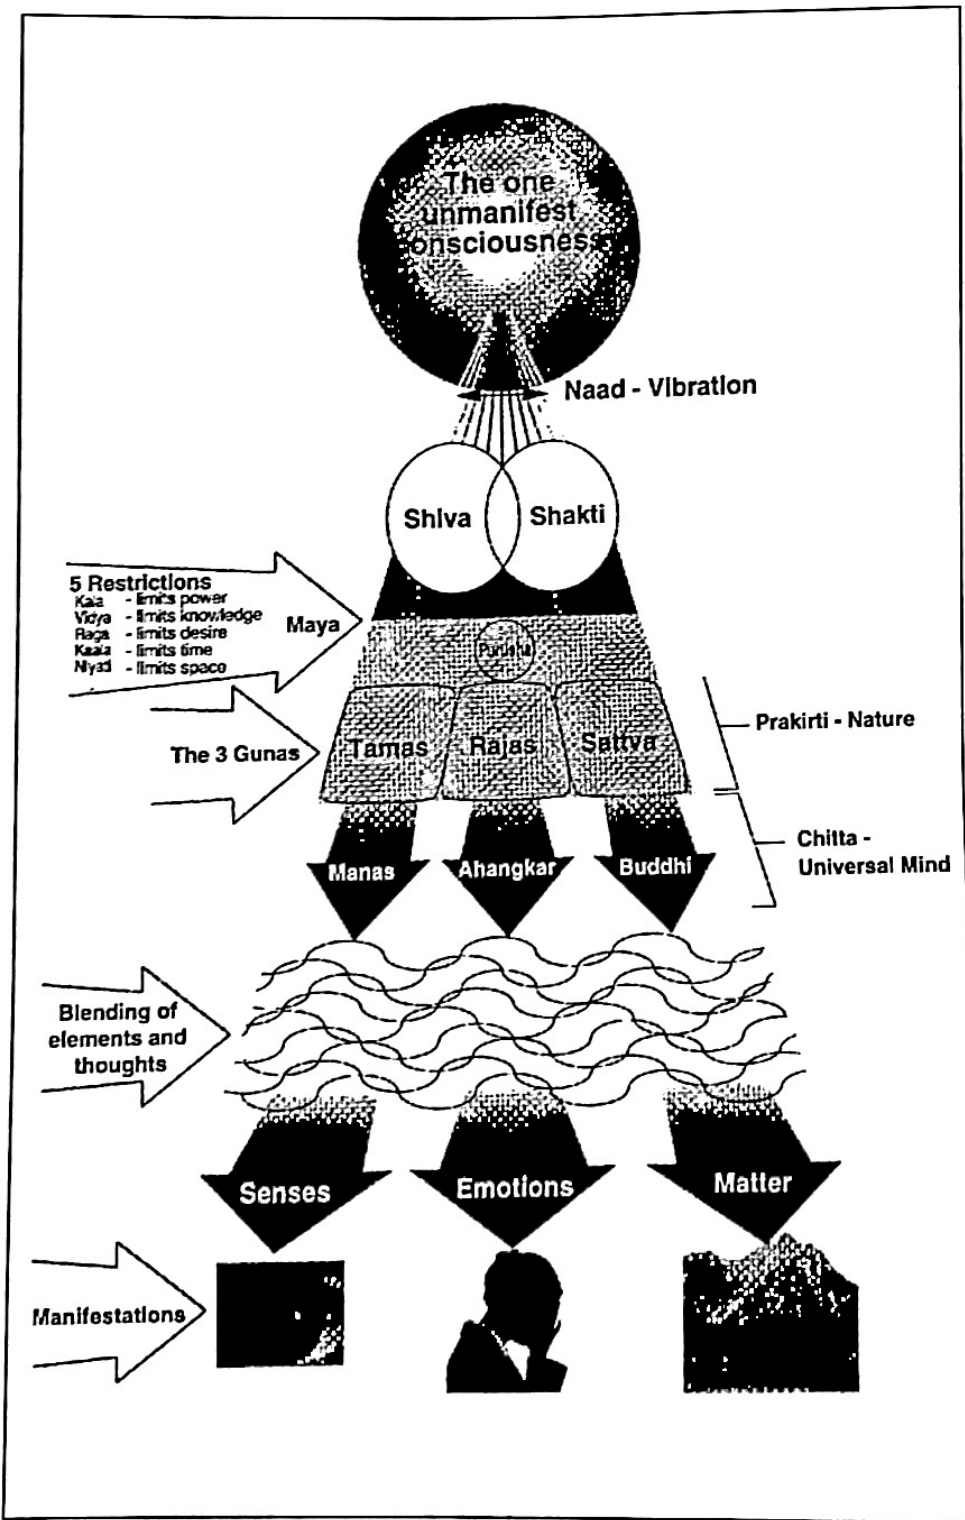 The one
unmanifest
onsciousness
Naad - Vibration
Shiva
Shakti
5 Restrictions
Kala - limits power
Vidya - limits knowledge
Raga - limits desire
Kaala - limits time
Niyati - limits space
Maya
Purusha
The 3 Gunas
Tamas
Rajas
Sattva
Prakirti - Nature
Manas
Ahangkar
Buddhi
Chitta -
Universal Mind
Blending of
elements and
thoughts
Senses
Emotions
Matter
Manifestations